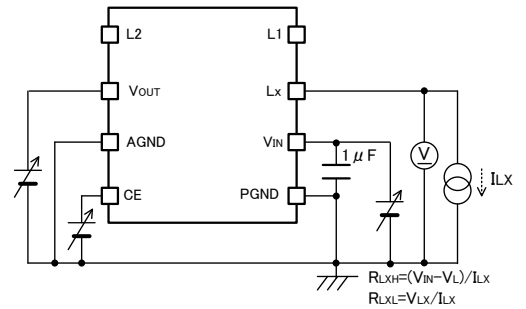 L2
L1
VOUT
Lx
AGND
VIN
1μF
CE
PGND
V
ILX
RLXH=(VIN-VL)/ILX
RLXL=VLX/ILX